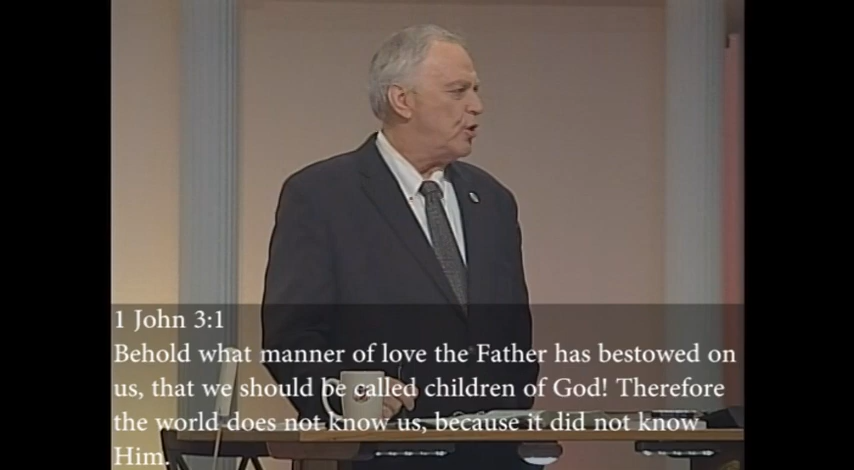 1 John 3:1
Behold what manner of love the Father has bestowed on
us, that we should be called children of God! Therefore
the world does not know us, because it did not know
Him.